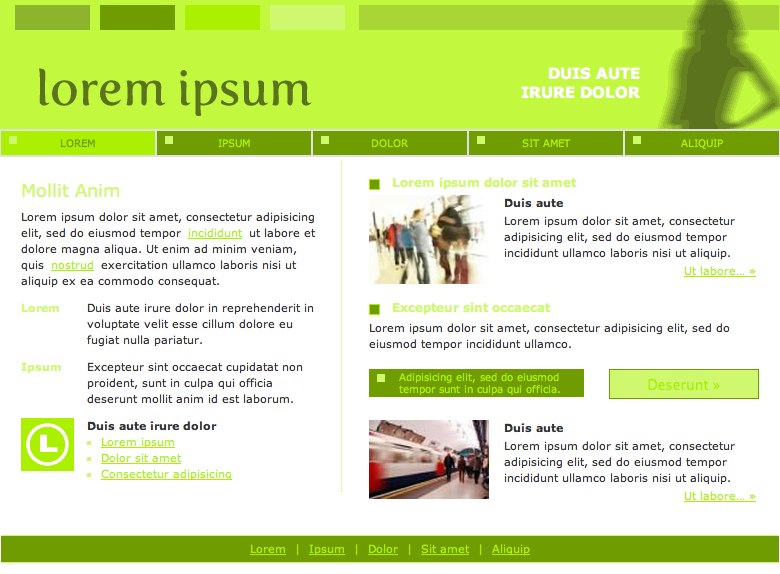 lorem ipsum
DUIS AUTE
IRURE DOLOR
LOREM
IPSUM
DOLOR
SIT AMET
ALIQUIP
Mollit Anim
Lorem ipsum dolor sit amet, consectetur adipisicing
elit, sed do eiusmod tempor incididunt ut labore et
dolore magna aliqua. Ut enim ad minim veniam,
quis nostrud exercitation ullamco laboris nisi ut
aliquip ex ea commodo consequat.
Lorem
Duis aute irure dolor in reprehenderit in
voluptate velit esse cillum dolore eu
fugiat nulla pariatur.
Ipsum
Excepteur sint occaecat cupidatat non
proident, sunt in culpa qui officia
deserunt mollit anim id est laborum.
L
Duis aute irure dolor
Lorem ipsum
Dolor sit amet
Consectetur adipisicing
Lorem ipsum dolor sit amet
Duis aute
Lorem ipsum dolor sit amet, consectetur
adipisicing elit, sed do eiusmod tempor
incididunt ut labore et dolore magna
aliquam laboris nisi ut aliquip.
Ut labore... »
Excepteur sint occaecat
Lorem ipsum dolor sit amet, consectetur adipisicing elit, sed do
eiusmod tempor incididunt ullamco.
Adipisicing elit, sed do eiusmod
tempor sunt in culpa qui officia.
Deserunt »
Duis aute
Lorem ipsum dolor sit amet, consectetur
adipisicing elit, sed do eiusmod tempor
incididunt ullamco laboris nisi ut aliquip.
Ut labore... »
Lorem | Ipsum | Dolor | Sit amet | Aliquip